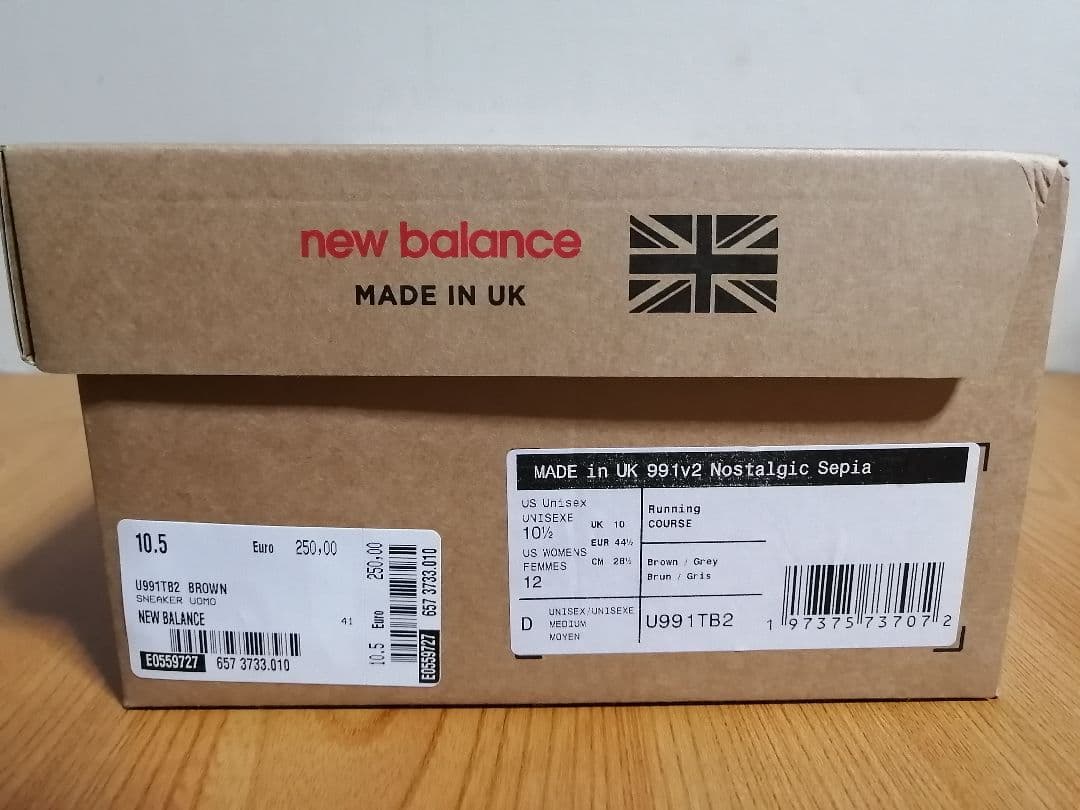 new balance
MADE IN UK
MADE in UK 991v2 Nostalgic Sepia
US Unisex
UNISEXE
10½
US WOMENS
FEMMES
12
UK 10
EUR 44½
CM 28½
Running
COURSE
Brown / Grey
Brun / Gris
D
UNISEX/UNISEXE
MEDIUM
MOYEN
U991TB2
1 97375 73707 2
10.5 Euro 250,00
U991TB2 BROWN
SNEAKER UOMO
NEW BALANCE 41
E0559727 657 3733.010
10.5 Euro 250,00
E0559727 657 3733.010